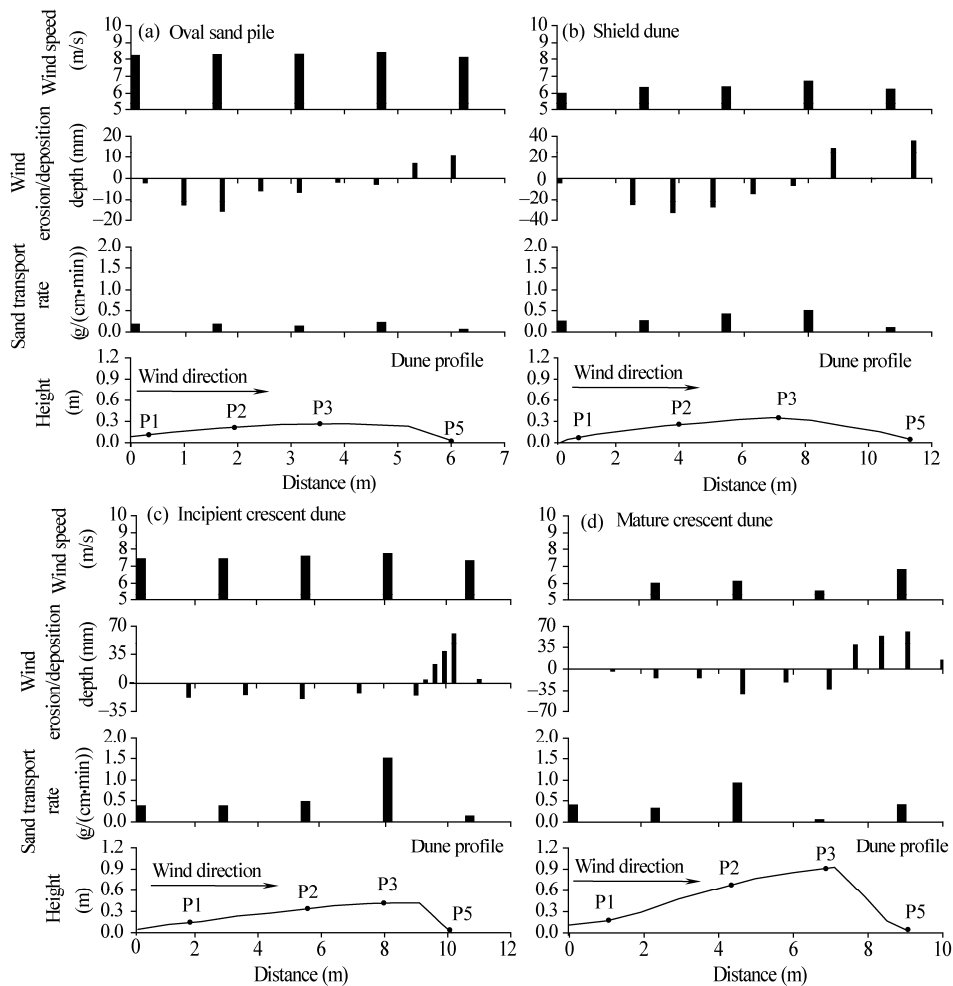 (a) Oval sand pile
Wind speed
(m/s)
10
9
8
7
6
5
Wind
erosion/deposition
depth (mm)
20
10
0
−10
−20
Sand transport
rate
(g/(cm•min))
2.0
1.5
1.0
0.5
0.0
Dune profile
Wind direction
Height
(m)
1.2
0.9
0.6
0.3
0.0
P1
P2
P3
P5
0 1 2 3 4 5 6 7
Distance (m)
(b) Shield dune
10
9
8
7
6
5
40
20
0
−20
−40
2.0
1.5
1.0
0.5
0.0
Dune profile
Wind direction
1.2
0.9
0.6
0.3
0.0
P1
P2
P3
P5
0 2 4 6 8 10 12
Distance (m)
(c) Incipient crescent dune
Wind speed
(m/s)
10
9
8
7
6
5
Wind
erosion/deposition
depth (mm)
70
35
0
−35
Sand transport
rate
(g/(cm•min))
2.0
1.5
1.0
0.5
0.0
Dune profile
Wind direction
Height
(m)
1.2
0.9
0.6
0.3
0.0
P1
P2
P3
P5
0 2 4 6 8 10 12
Distance (m)
(d) Mature crescent dune
10
9
8
7
6
5
70
35
0
−35
−70
2.0
1.5
1.0
0.5
0.0
Dune profile
Wind direction
1.2
0.9
0.6
0.3
0.0
P1
P2
P3
P5
0 2 4 6 8 10
Distance (m)